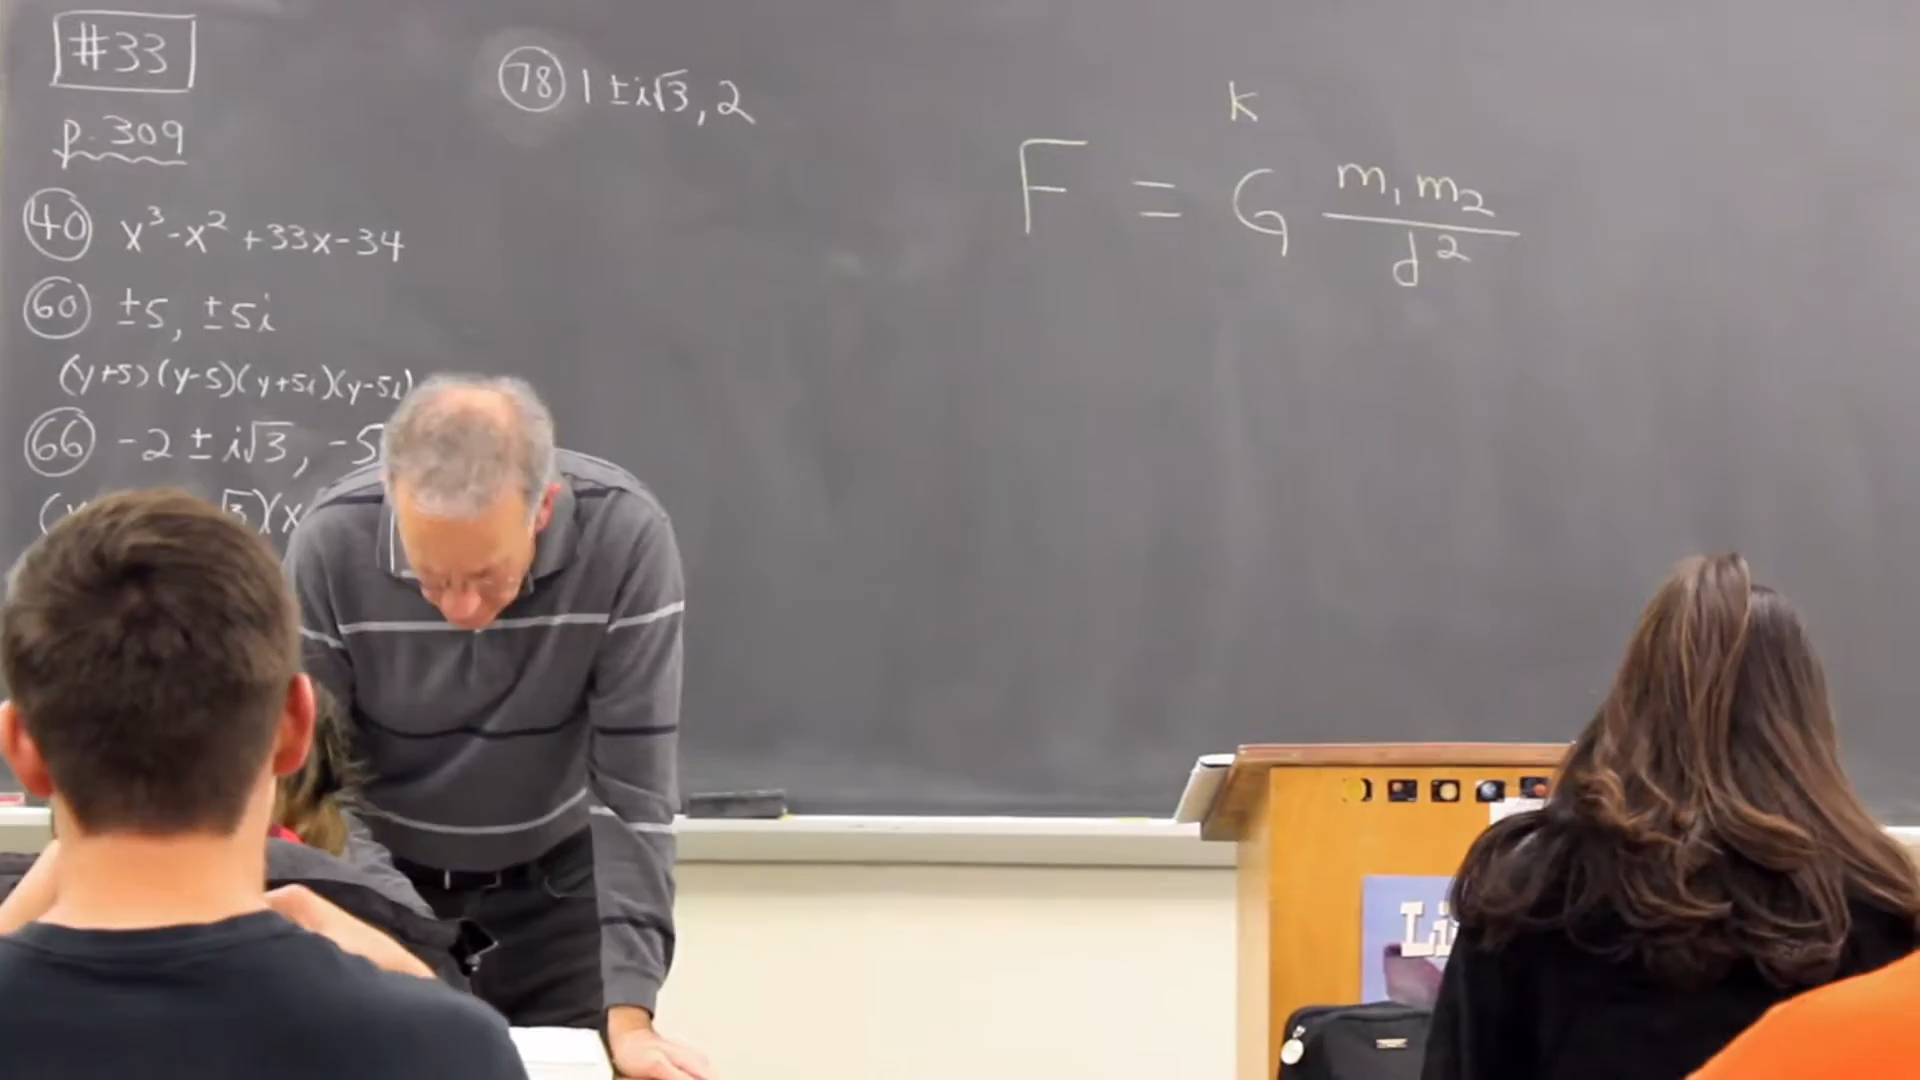 #33
p. 309
40 x³-x²+33x-34
60 ±5, ±5i
(y+5)(y-5)(y+5i)(y-5i)
66 -2 ± i√3, -5
78 1 ± i√3, 2
K
F = G m₁m₂ / d²